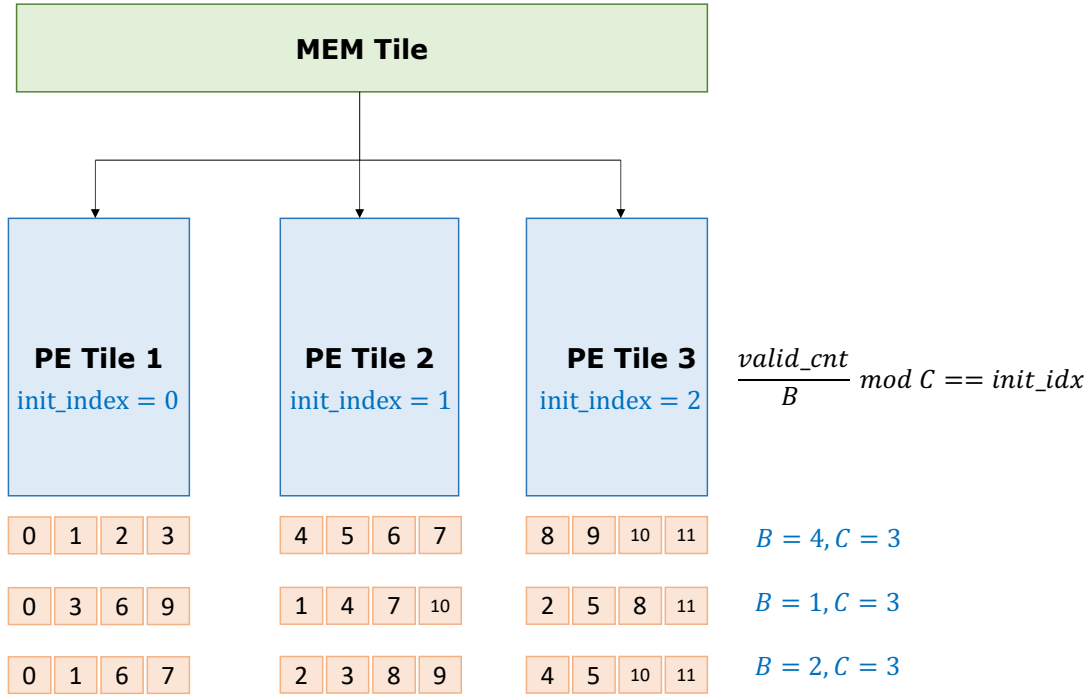 MEM Tile
PE Tile 1
init_index = 0
PE Tile 2
init_index = 1
PE Tile 3
init_index = 2
valid_cnt
B
mod C == init_idx
0 1 2 3 4 5 6 7 8 9 10 11 B = 4, C = 3
0 3 6 9 1 4 7 10 2 5 8 11 B = 1, C = 3
0 1 6 7 2 3 8 9 4 5 10 11 B = 2, C = 3